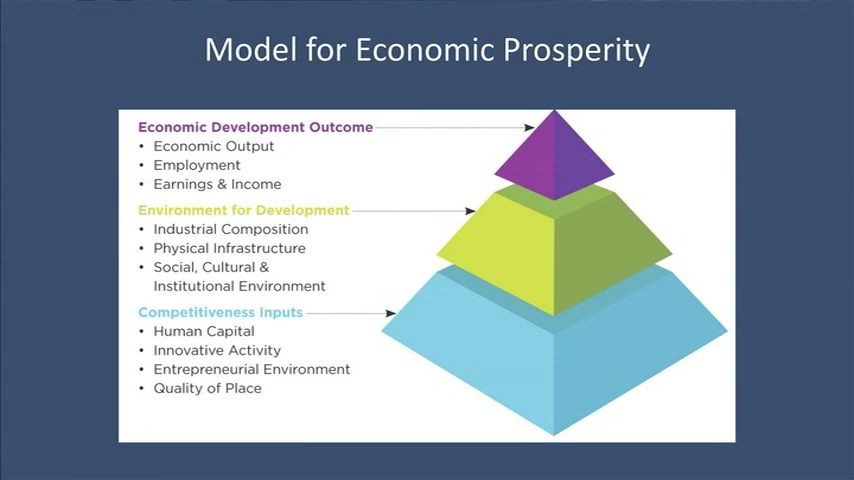 Model for Economic Prosperity
Economic Development Outcome
• Economic Output
• Employment
• Earnings & Income
Environment for Development
• Industrial Composition
• Physical Infrastructure
• Social, Cultural &
Institutional Environment
Competitiveness Inputs
• Human Capital
• Innovative Activity
• Entrepreneurial Environment
• Quality of Place